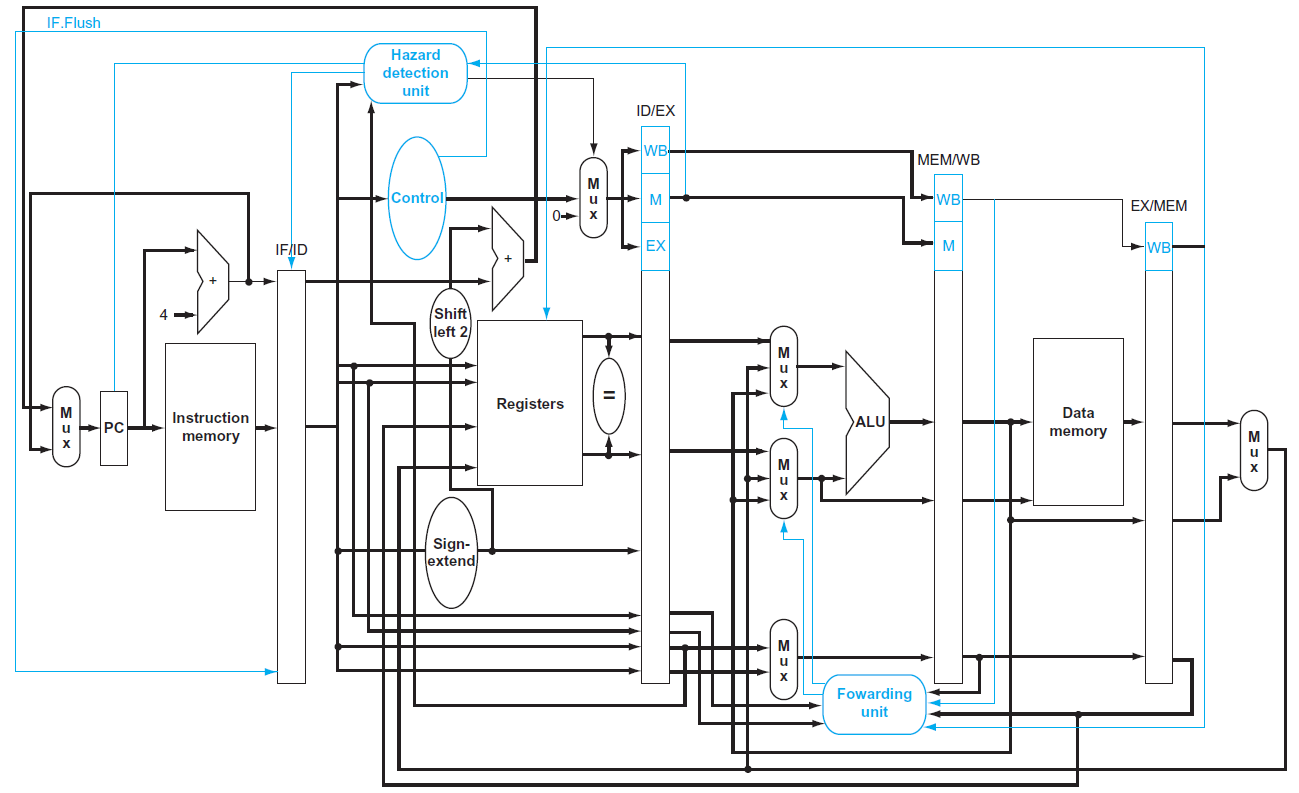 IF.Flush
Hazard
detection
unit
ID/EX
WB
MEM/WB
Control
M
u
x
M
WB
EX/MEM
0
EX
M
WB
IF/ID
+
+
4
Shift
left 2
M
u
x
PC
Instruction
memory
Registers
=
M
u
x
ALU
Data
memory
M
u
x
M
u
x
Sign-
extend
M
u
x
Fowarding
unit